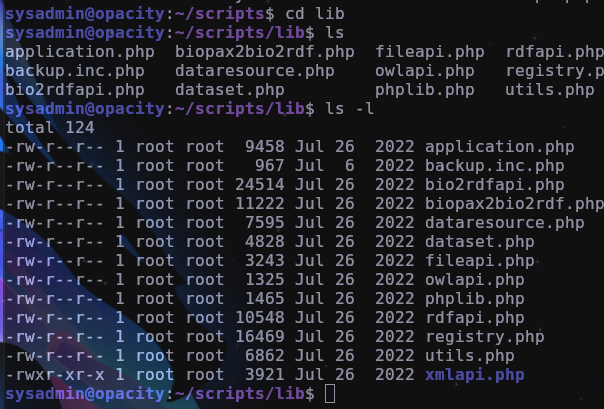 sysadmin@opacity:~/scripts$ cd lib
sysadmin@opacity:~/scripts/lib$ ls
application.php  biopax2bio2rdf.php  fileapi.php  rdfapi.php
backup.inc.php   dataresource.php    owlapi.php   registry.p
bio2rdfapi.php   dataset.php         phplib.php   utils.php
sysadmin@opacity:~/scripts/lib$ ls -l
total 124
-rw-r--r-- 1 root root  9458 Jul 26  2022 application.php
-rw-r--r-- 1 root root   967 Jul  6  2022 backup.inc.php
-rw-r--r-- 1 root root 24514 Jul 26  2022 bio2rdfapi.php
-rw-r--r-- 1 root root 11222 Jul 26  2022 biopax2bio2rdf.php
-rw-r--r-- 1 root root  7595 Jul 26  2022 dataresource.php
-rw-r--r-- 1 root root  4828 Jul 26  2022 dataset.php
-rw-r--r-- 1 root root  3243 Jul 26  2022 fileapi.php
-rw-r--r-- 1 root root  1325 Jul 26  2022 owlapi.php
-rw-r--r-- 1 root root  1465 Jul 26  2022 phplib.php
-rw-r--r-- 1 root root 10548 Jul 26  2022 rdfapi.php
-rw-r--r-- 1 root root 16469 Jul 26  2022 registry.php
-rw-r--r-- 1 root root  6862 Jul 26  2022 utils.php
-rwxr-xr-x 1 root root  3921 Jul 26  2022 xmlapi.php
sysadmin@opacity:~/scripts/lib$